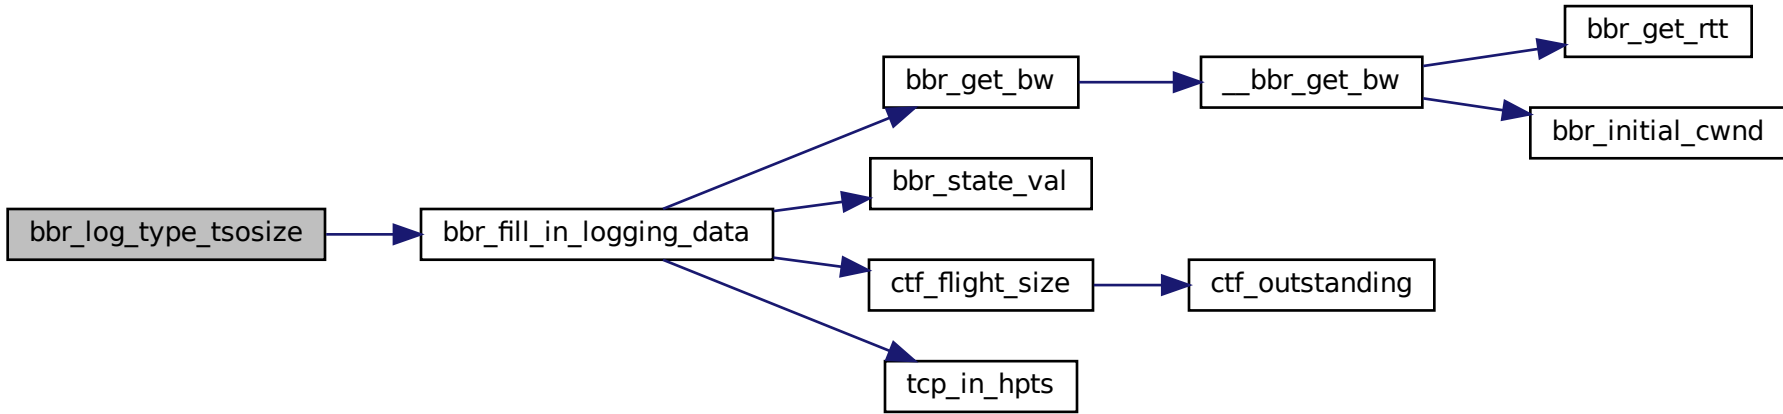 bbr_log_type_tsosize
bbr_fill_in_logging_data
bbr_get_bw
__bbr_get_bw
bbr_get_rtt
bbr_initial_cwnd
bbr_state_val
ctf_flight_size
ctf_outstanding
tcp_in_hpts